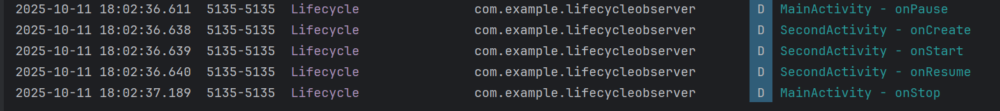 2025-10-11 18:02:36.611 5135-5135 Lifecycle com.example.lifecycleobserver D MainActivity - onPause
2025-10-11 18:02:36.638 5135-5135 Lifecycle com.example.lifecycleobserver D SecondActivity - onCreate
2025-10-11 18:02:36.639 5135-5135 Lifecycle com.example.lifecycleobserver D SecondActivity - onStart
2025-10-11 18:02:36.640 5135-5135 Lifecycle com.example.lifecycleobserver D SecondActivity - onResume
2025-10-11 18:02:37.189 5135-5135 Lifecycle com.example.lifecycleobserver D MainActivity - onStop